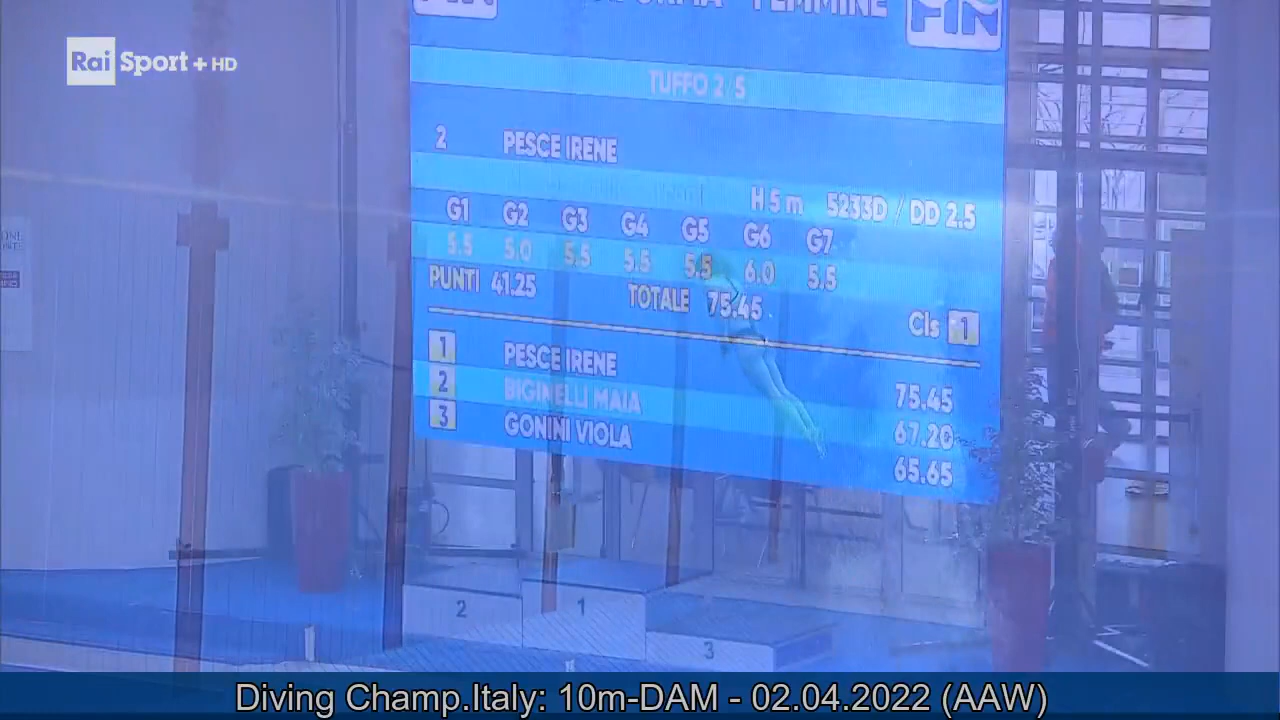 Rai Sport + HD
FEMMINE
FIN
TUFFO 2 5
2 PESCE IRENE
H 5 m 5233D / DD 2.5
G1 G2 G3 G4 G5 G6 G7
5.5 5.0 5.5 5.5 5.5 6.0 5.5
PUNTI 41.25 TOTALE 75.45
Cls 1
1 PESCE IRENE 75.45
2 BIGINELLI MAIA 67.20
3 GONINI VIOLA 65.65
2 1 3
Diving Champ.Italy: 10m-DAM - 02.04.2022 (AAW)